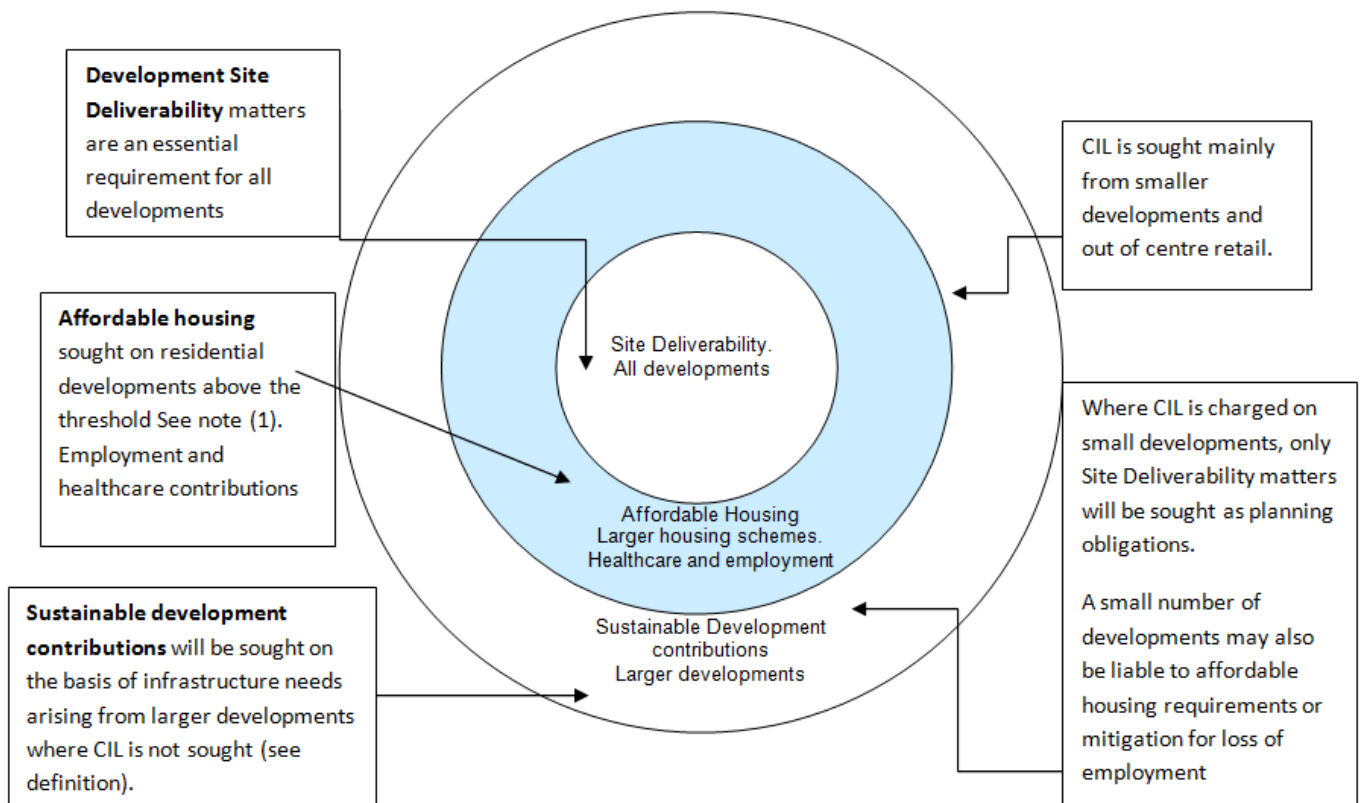 Development Site
Deliverability matters
are an essential
requirement for all
developments
CIL is sought mainly
from smaller
developments and
out of centre retail.
Affordable housing
sought on residential
developments above the
threshold See note (1).
Employment and
healthcare contributions
Site Deliverability.
All developments
Affordable Housing
Larger housing schemes.
Healthcare and employment
Sustainable Development
contributions
Larger developments
Where CIL is charged on
small developments, only
Site Deliverability matters
will be sought as planning
obligations.
A small number of
developments may also
be liable to affordable
housing requirements or
mitigation for loss of
employment
Sustainable development
contributions will be sought on
the basis of infrastructure needs
arising from larger developments
where CIL is not sought (see
definition).